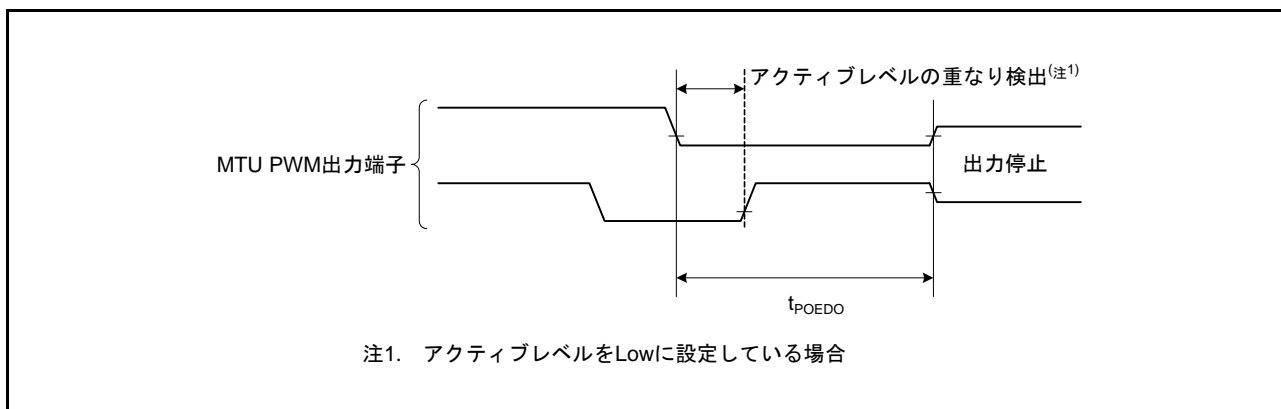 アクティブレベルの重なり検出(注1)
MTU PWM出力端子
出力停止
tPOEDO
注1. アクティブレベルをLowに設定している場合